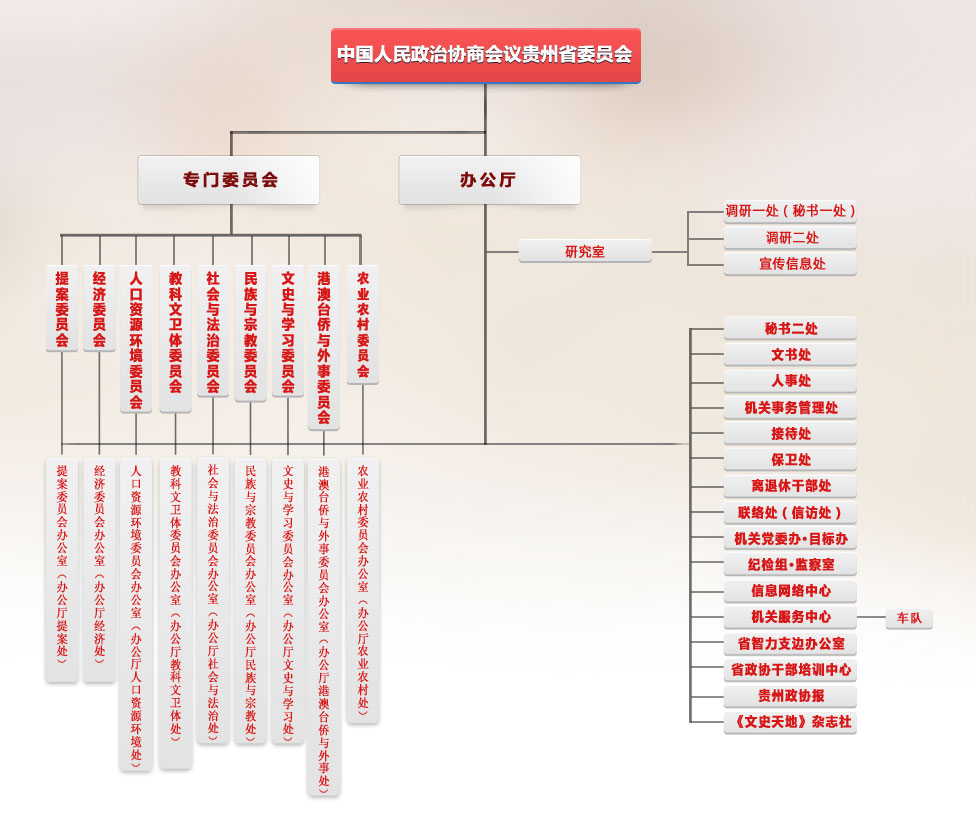 中国人民政治协商会议贵州省委员会
专门委员会
办公厅
研究室
调研一处（秘书一处）
调研二处
宣传信息处
提案委员会
经济委员会
人口资源环境委员会
教科文卫体委员会
社会与法治委员会
民族与宗教委员会
文史与学习委员会
港澳台侨与外事委员会
农业农村委员会
秘书二处
文书处
人事处
机关事务管理处
接待处
保卫处
离退休干部处
联络处（信访处）
机关党委办·目标办
纪检组·监察室
信息网络中心
机关服务中心
车队
省智力支边办公室
省政协干部培训中心
贵州政协报
《文史天地》杂志社
提案委员会办公室（办公厅提案处）
经济委员会办公室（办公厅经济处）
人口资源环境委员会办公室（办公厅人口资源环境处）
教科文卫体委员会办公室（办公厅教科文卫体处）
社会与法治委员会办公室（办公厅社会与法治处）
民族与宗教委员会办公室（办公厅民族与宗教处）
文史与学习委员会办公室（办公厅文史与学习处）
港澳台侨与外事委员会办公室（办公厅港澳台侨与外事处）
农业农村委员会办公室（办公厅农业农村处）